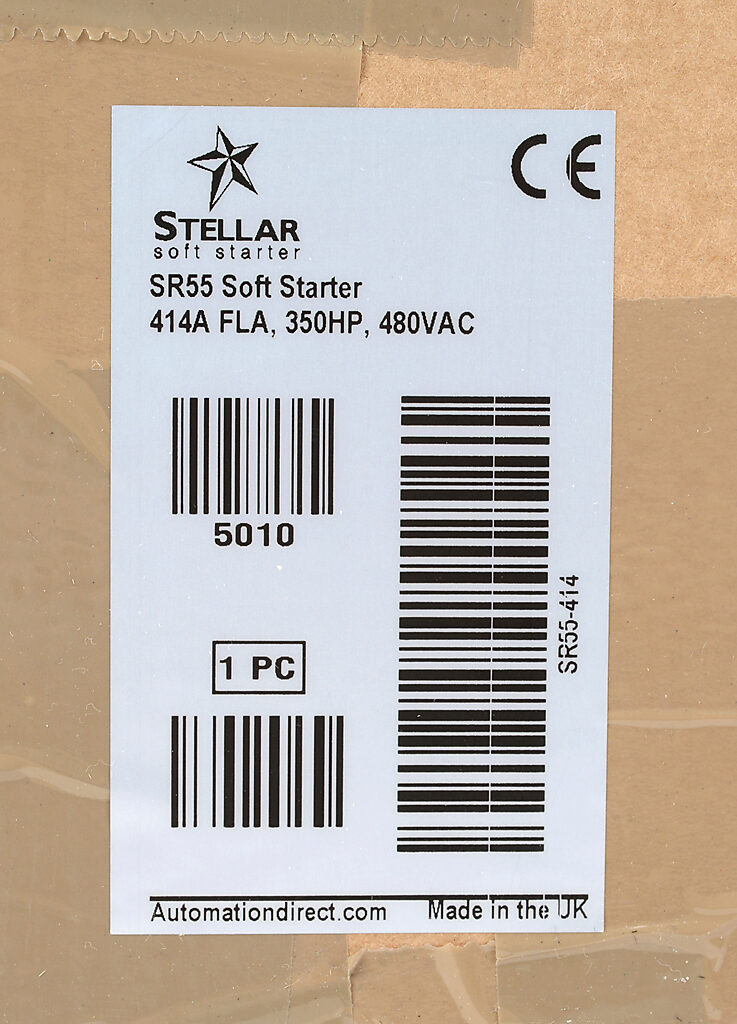 CE
STELLAR
soft starter
SR55 Soft Starter
414A FLA, 350HP, 480VAC
5010
SR55-414
1 PC
Automationdirect.com
Made in the UK